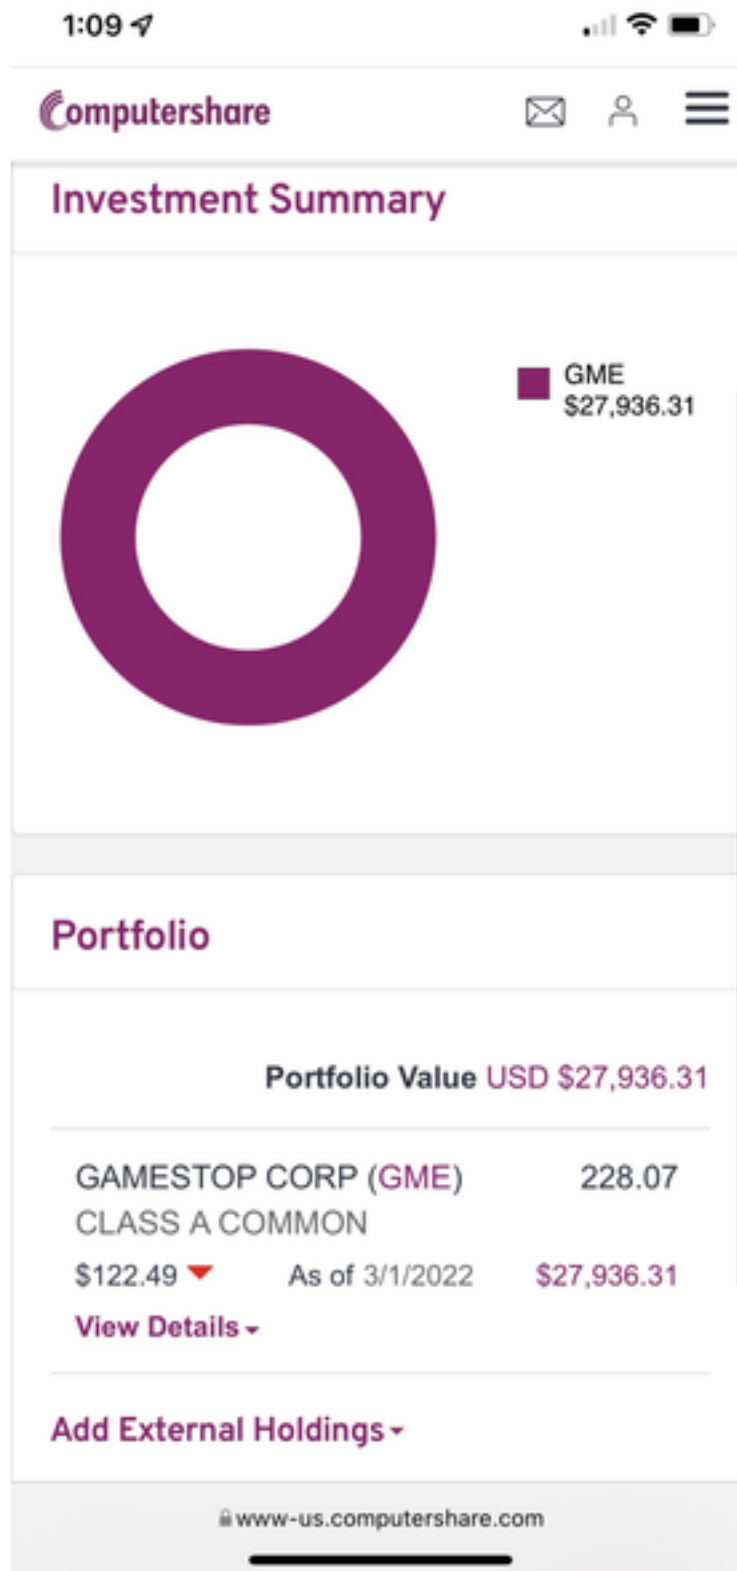 1:09
Computershare
Investment Summary
GME
$27,936.31
Portfolio
Portfolio Value USD $27,936.31
GAMESTOP CORP (GME) 228.07
CLASS A COMMON
$122.49 As of 3/1/2022 $27,936.31
View Details
Add External Holdings
www-us.computershare.com